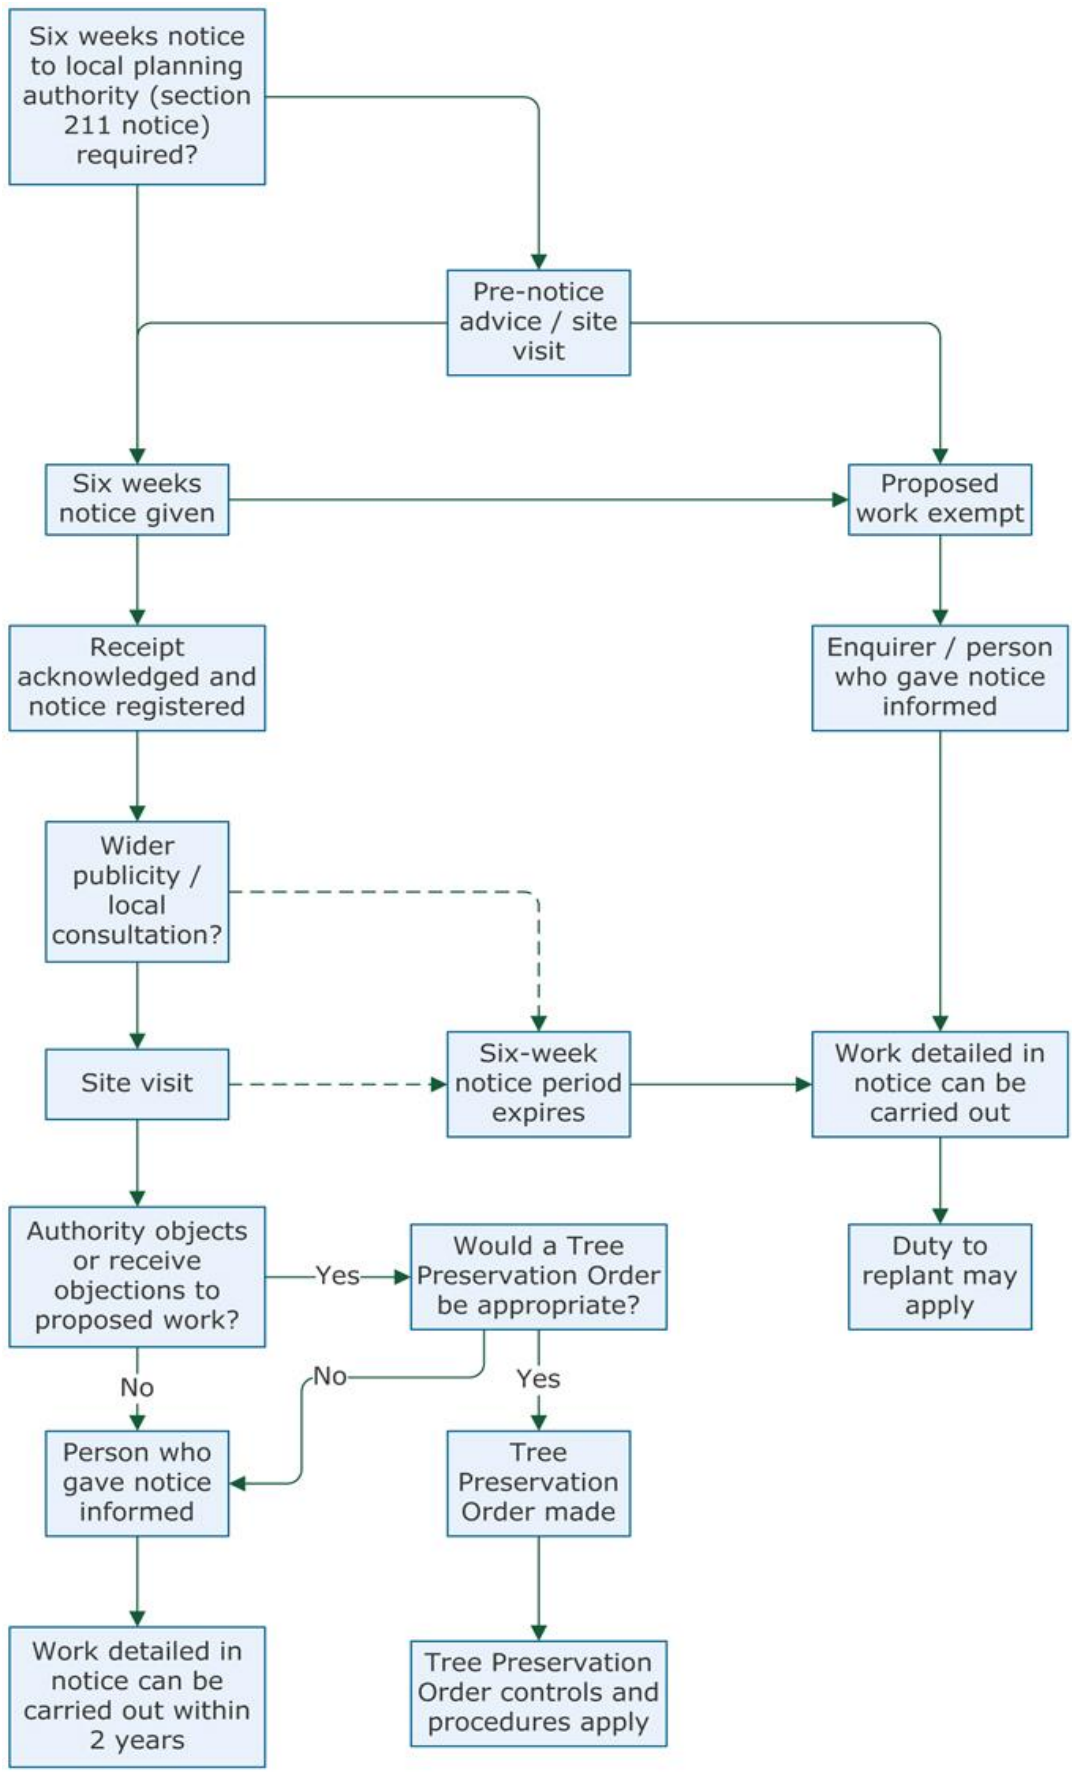 Six weeks notice
to local planning
authority (section
211 notice)
required?
Pre-notice
advice / site
visit
Six weeks
notice given
Proposed
work exempt
Receipt
acknowledged and
notice registered
Enquirer / person
who gave notice
informed
Wider
publicity /
local
consultation?
Site visit
Six-week
notice period
expires
Work detailed in
notice can be
carried out
Authority objects
or receive
objections to
proposed work?
Yes
Would a Tree
Preservation Order
be appropriate?
Duty to
replant may
apply
No
No
Yes
Person who
gave notice
informed
Tree
Preservation
Order made
Work detailed in
notice can be
carried out within
2 years
Tree Preservation
Order controls and
procedures apply